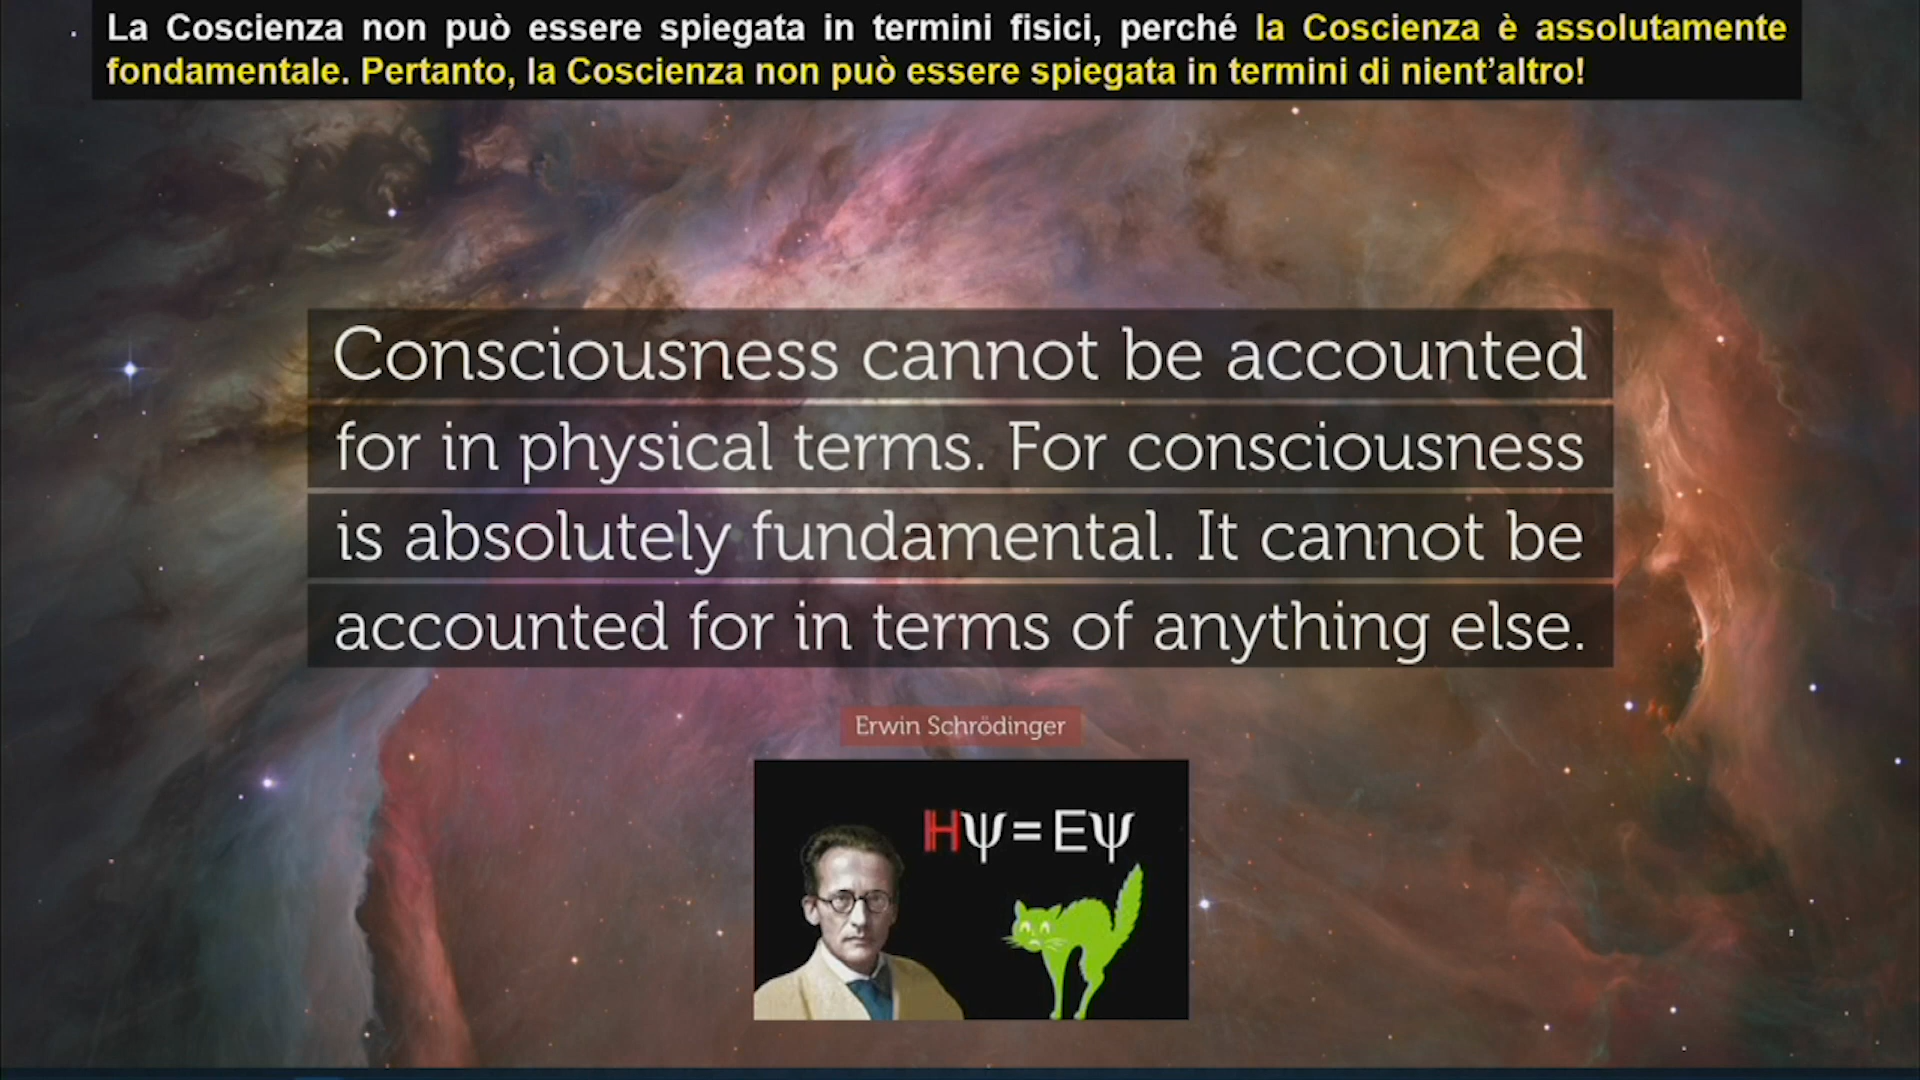 La Coscienza non può essere spiegata in termini fisici, perché la Coscienza è assolutamente
fondamentale. Pertanto, la Coscienza non può essere spiegata in termini di nient’altro!
Consciousness cannot be accounted
for in physical terms. For consciousness
is absolutely fundamental. It cannot be
accounted for in terms of anything else.
Erwin Schrödinger
Hψ=Eψ